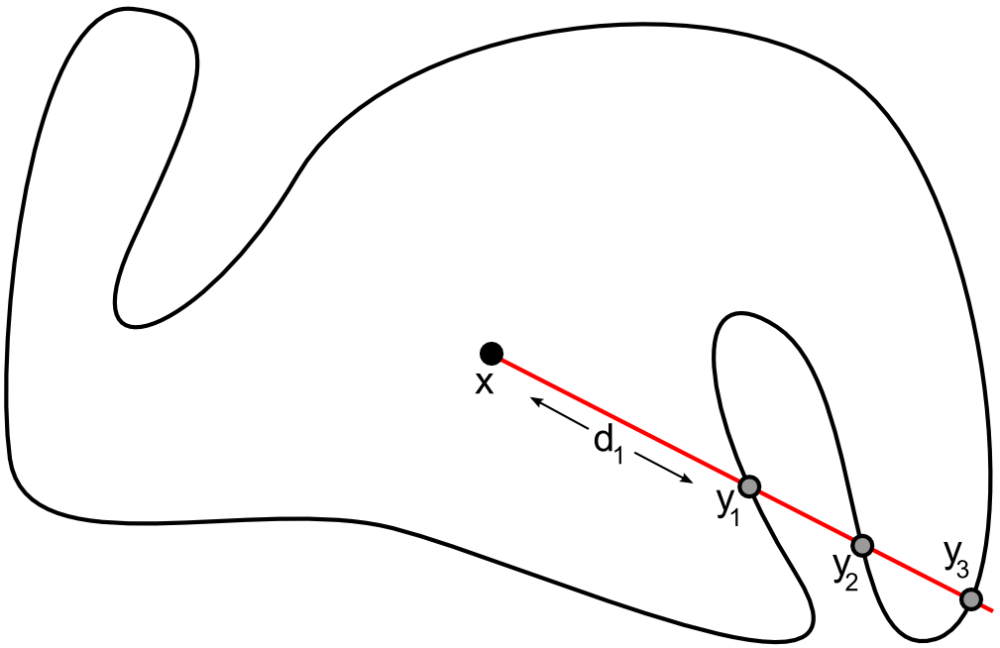 x
d₁
y₁
y₂
y₃